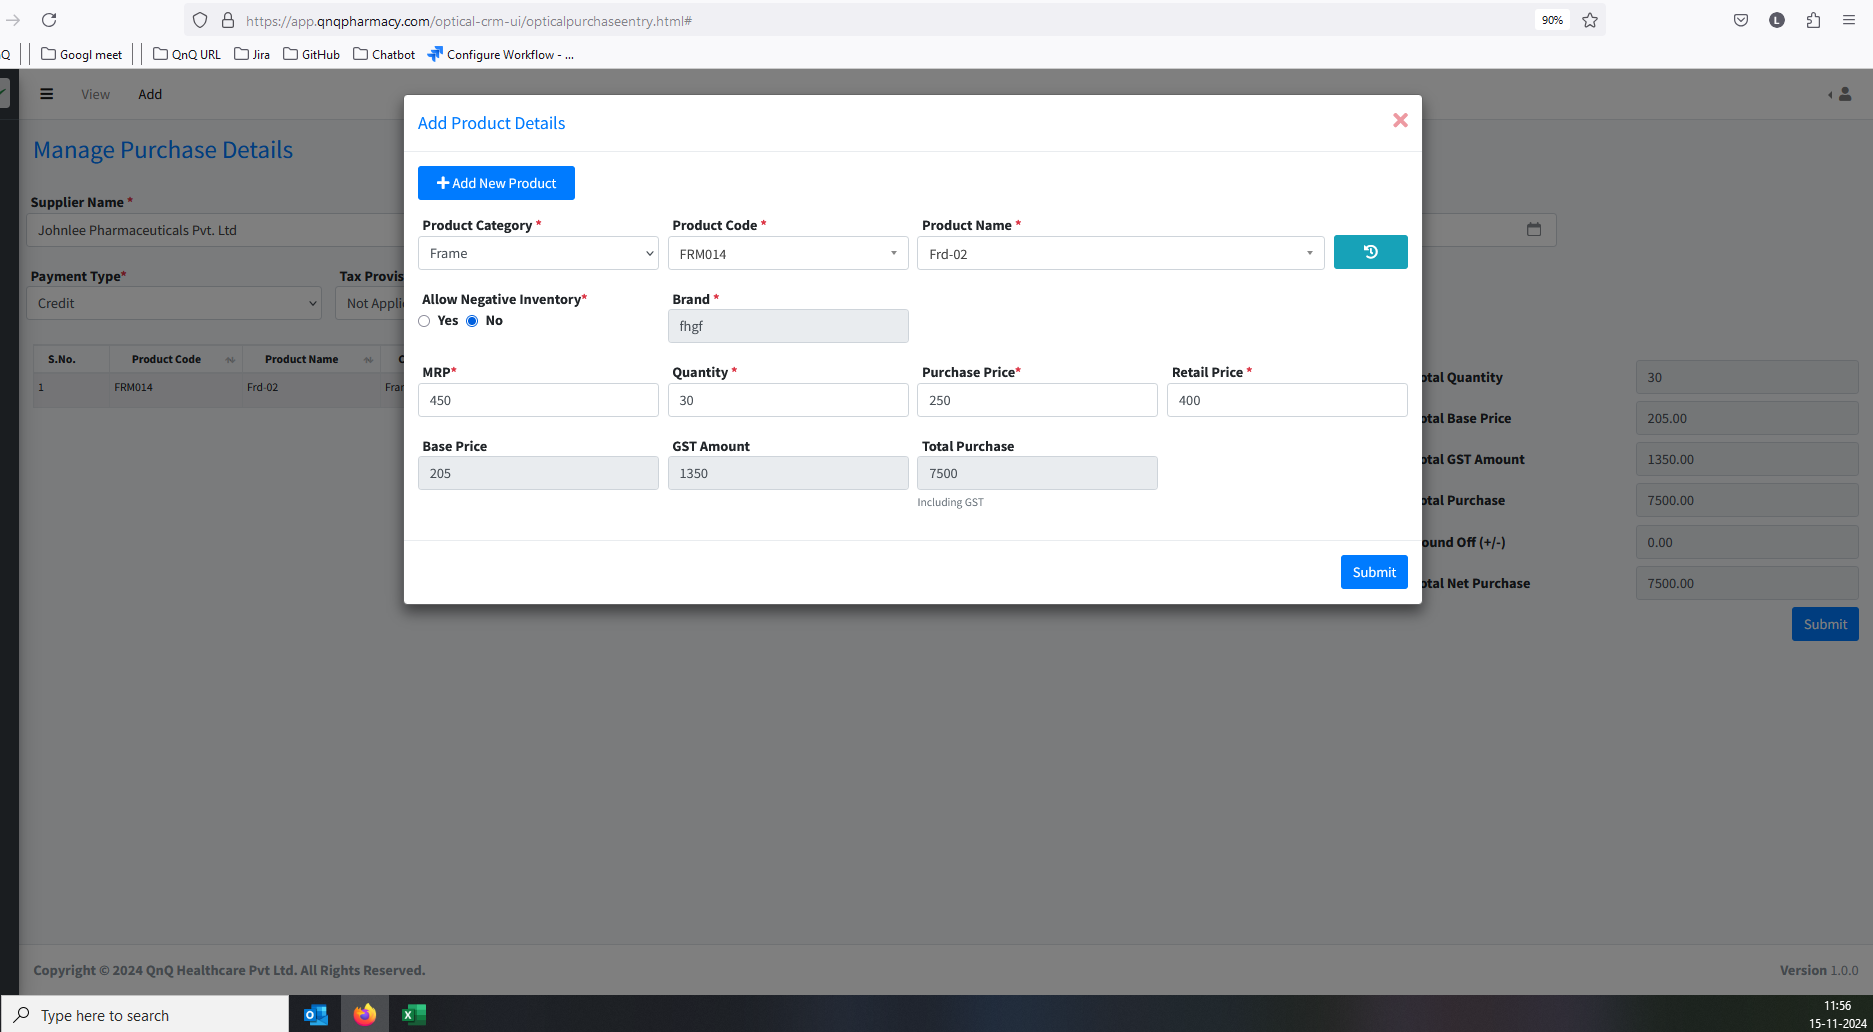 https://app.qnqpharmacy.com/optical-crm-ui/opticalpurchaseentry.html#
90%
L
Q
Googl meet
QnQ URL
Jira
GitHub
Chatbot
Configure Workflow - ...
View
Add
Manage Purchase Details
Supplier Name *
Johnlee Pharmaceuticals Pvt. Ltd
Payment Type*
Tax Provis
Credit
Not Applic
S.No.
Product Code
Product Name
C
1
FRM014
Frd-02
Fran
Add Product Details
Add New Product
Product Category *
Product Code *
Product Name *
Frame
FRM014
Frd-02
Allow Negative Inventory*
Brand *
Yes
No
fhgf
MRP*
Quantity *
Purchase Price*
Retail Price *
450
30
250
400
Base Price
GST Amount
Total Purchase
205
1350
7500
Including GST
Submit
otal Quantity
30
otal Base Price
205.00
otal GST Amount
1350.00
otal Purchase
7500.00
ound Off (+/-)
0.00
otal Net Purchase
7500.00
Submit
Copyright © 2024 QnQ Healthcare Pvt Ltd. All Rights Reserved.
Version 1.0.0
Type here to search
11:56
15-11-2024